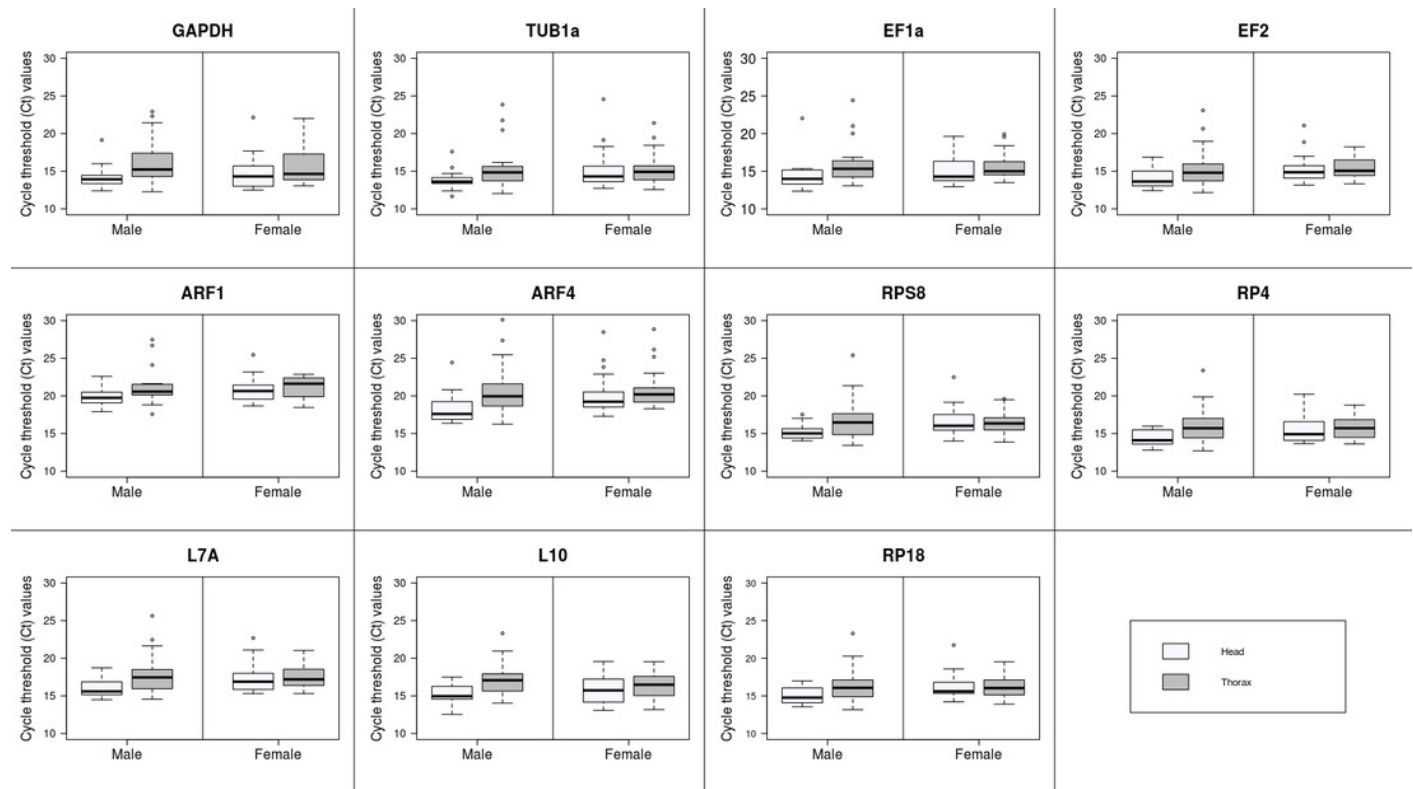 GAPDH
Cycle threshold (Ct) values
30
25
20
15
10
Male
Female
TUB1a
Cycle threshold (Ct) values
30
25
20
15
10
Male
Female
EF1a
Cycle threshold (Ct) values
30
25
20
15
10
Male
Female
EF2
Cycle threshold (Ct) values
30
25
20
15
10
Male
Female
ARF1
Cycle threshold (Ct) values
30
25
20
15
10
Male
Female
ARF4
Cycle threshold (Ct) values
30
25
20
15
10
Male
Female
RPS8
Cycle threshold (Ct) values
30
25
20
15
10
Male
Female
RP4
Cycle threshold (Ct) values
30
25
20
15
10
Male
Female
L7A
Cycle threshold (Ct) values
30
25
20
15
10
Male
Female
L10
Cycle threshold (Ct) values
30
25
20
15
10
Male
Female
RP18
Cycle threshold (Ct) values
30
25
20
15
10
Male
Female
Head
Thorax